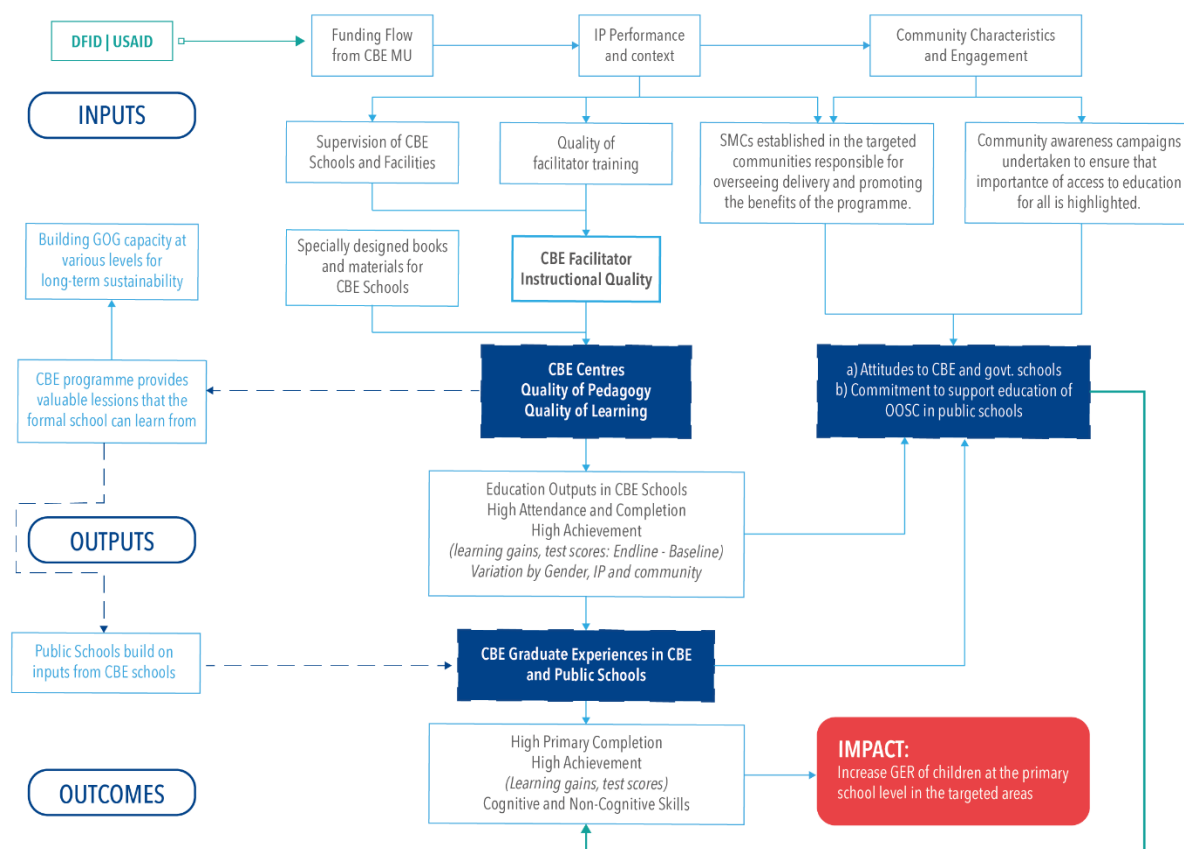 DFID | USAID
Funding Flow
from CBE MU
IP Performance
and context
Community Characteristics
and Engagement
INPUTS
Supervision of CBE
Schools and Facilities
Quality of
facilitator training
SMCs established in the targeted
communities responsible for
overseeing delivery and promoting
the benefits of the programme.
Community awareness campaigns
undertaken to ensure that
importantce of access to education
for all is highlighted.
Building GOG capacity at
various levels for
long-term sustainability
Specially designed books
and materials for
CBE Schools
CBE Facilitator
Instructional Quality
CBE programme provides
valuable lessons that the
formal school can learn from
CBE Centres
Quality of Pedagogy
Quality of Learning
a) Attitudes to CBE and govt. schools
b) Commitment to support education of
OOSC in public schools
Education Outputs in CBE Schools
High Attendance and Completion
High Achievement
(learning gains, test scores: Endline - Baseline)
Variation by Gender, IP and community
OUTPUTS
Public Schools build on
inputs from CBE schools
CBE Graduate Experiences in CBE
and Public Schools
High Primary Completion
High Achievement
(Learning gains, test scores)
Cognitive and Non-Cognitive Skills
IMPACT:
Increase GER of children at the primary
school level in the targeted areas
OUTCOMES